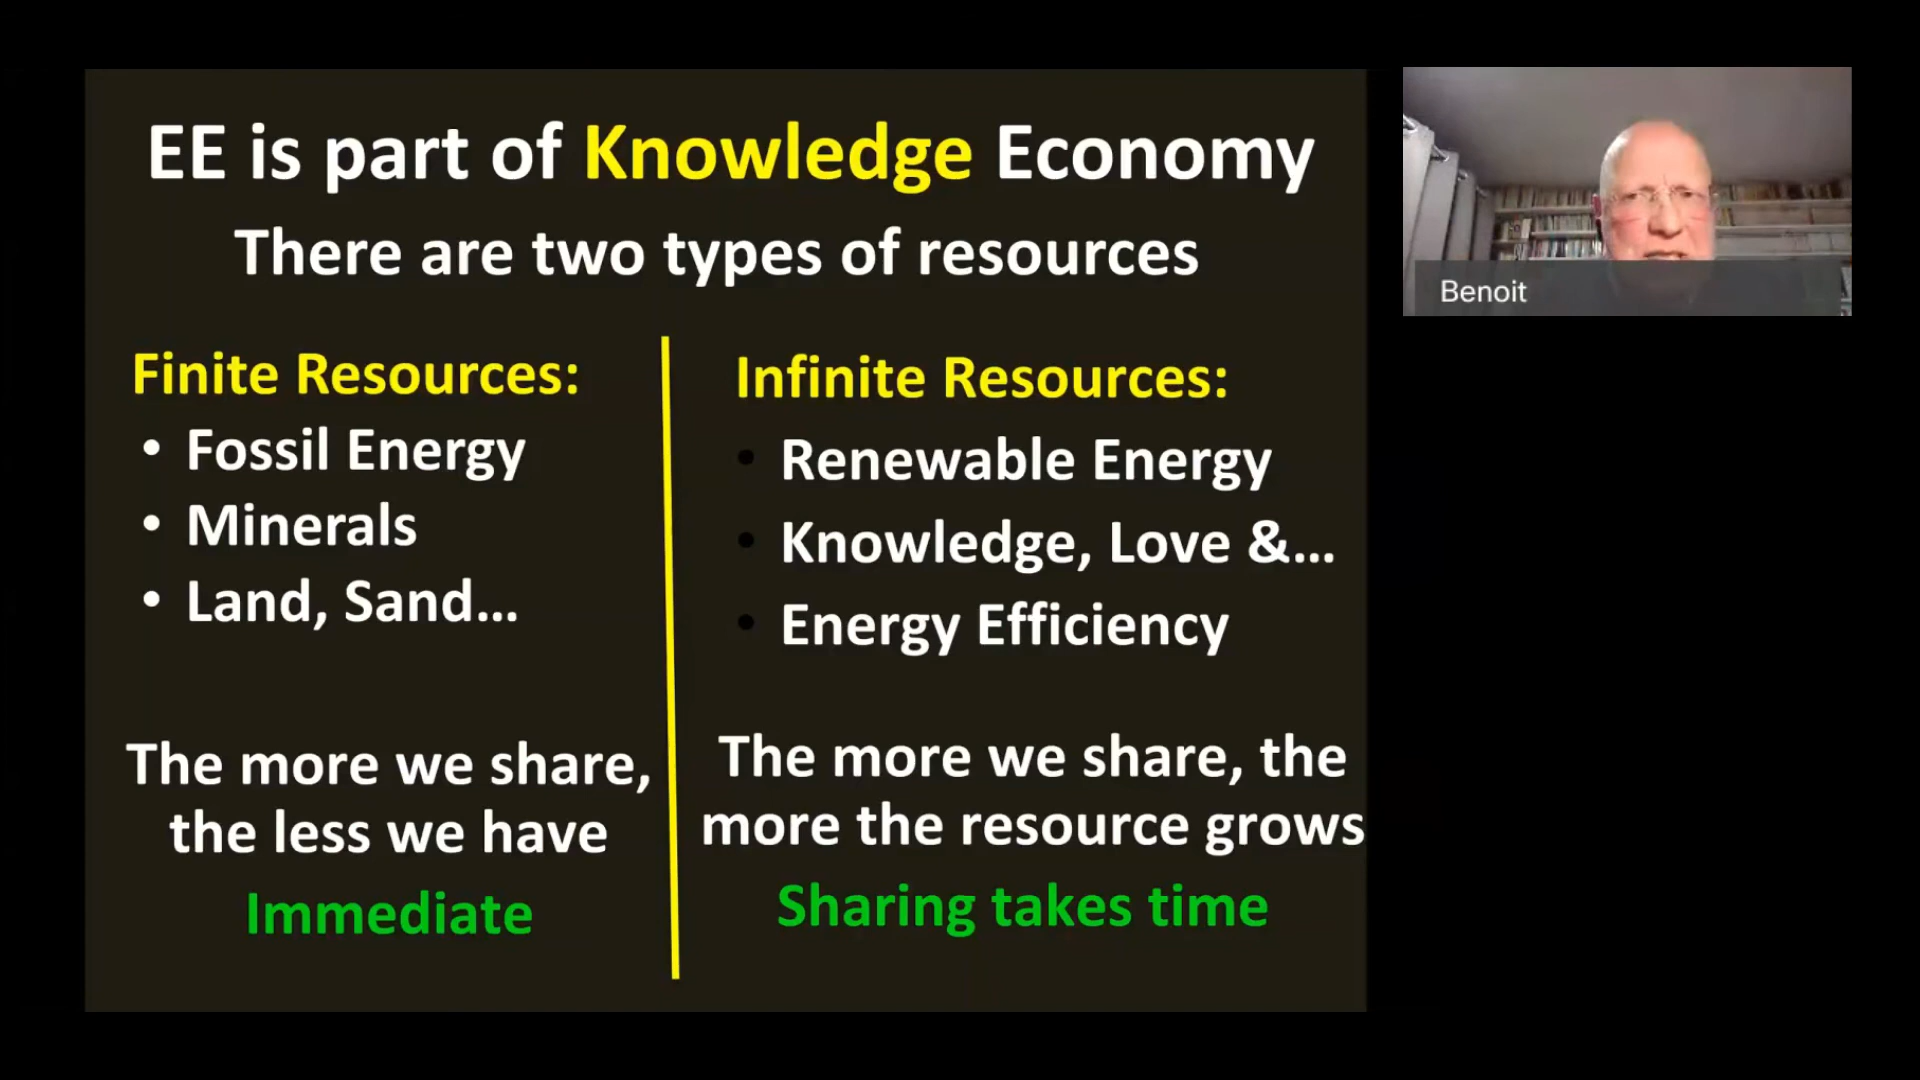 EE is part of Knowledge Economy
There are two types of resources
Finite Resources:
• Fossil Energy
• Minerals
• Land, Sand...
The more we share,
the less we have
Immediate
Infinite Resources:
• Renewable Energy
• Knowledge, Love &...
• Energy Efficiency
The more we share, the
more the resource grows
Sharing takes time
Benoit